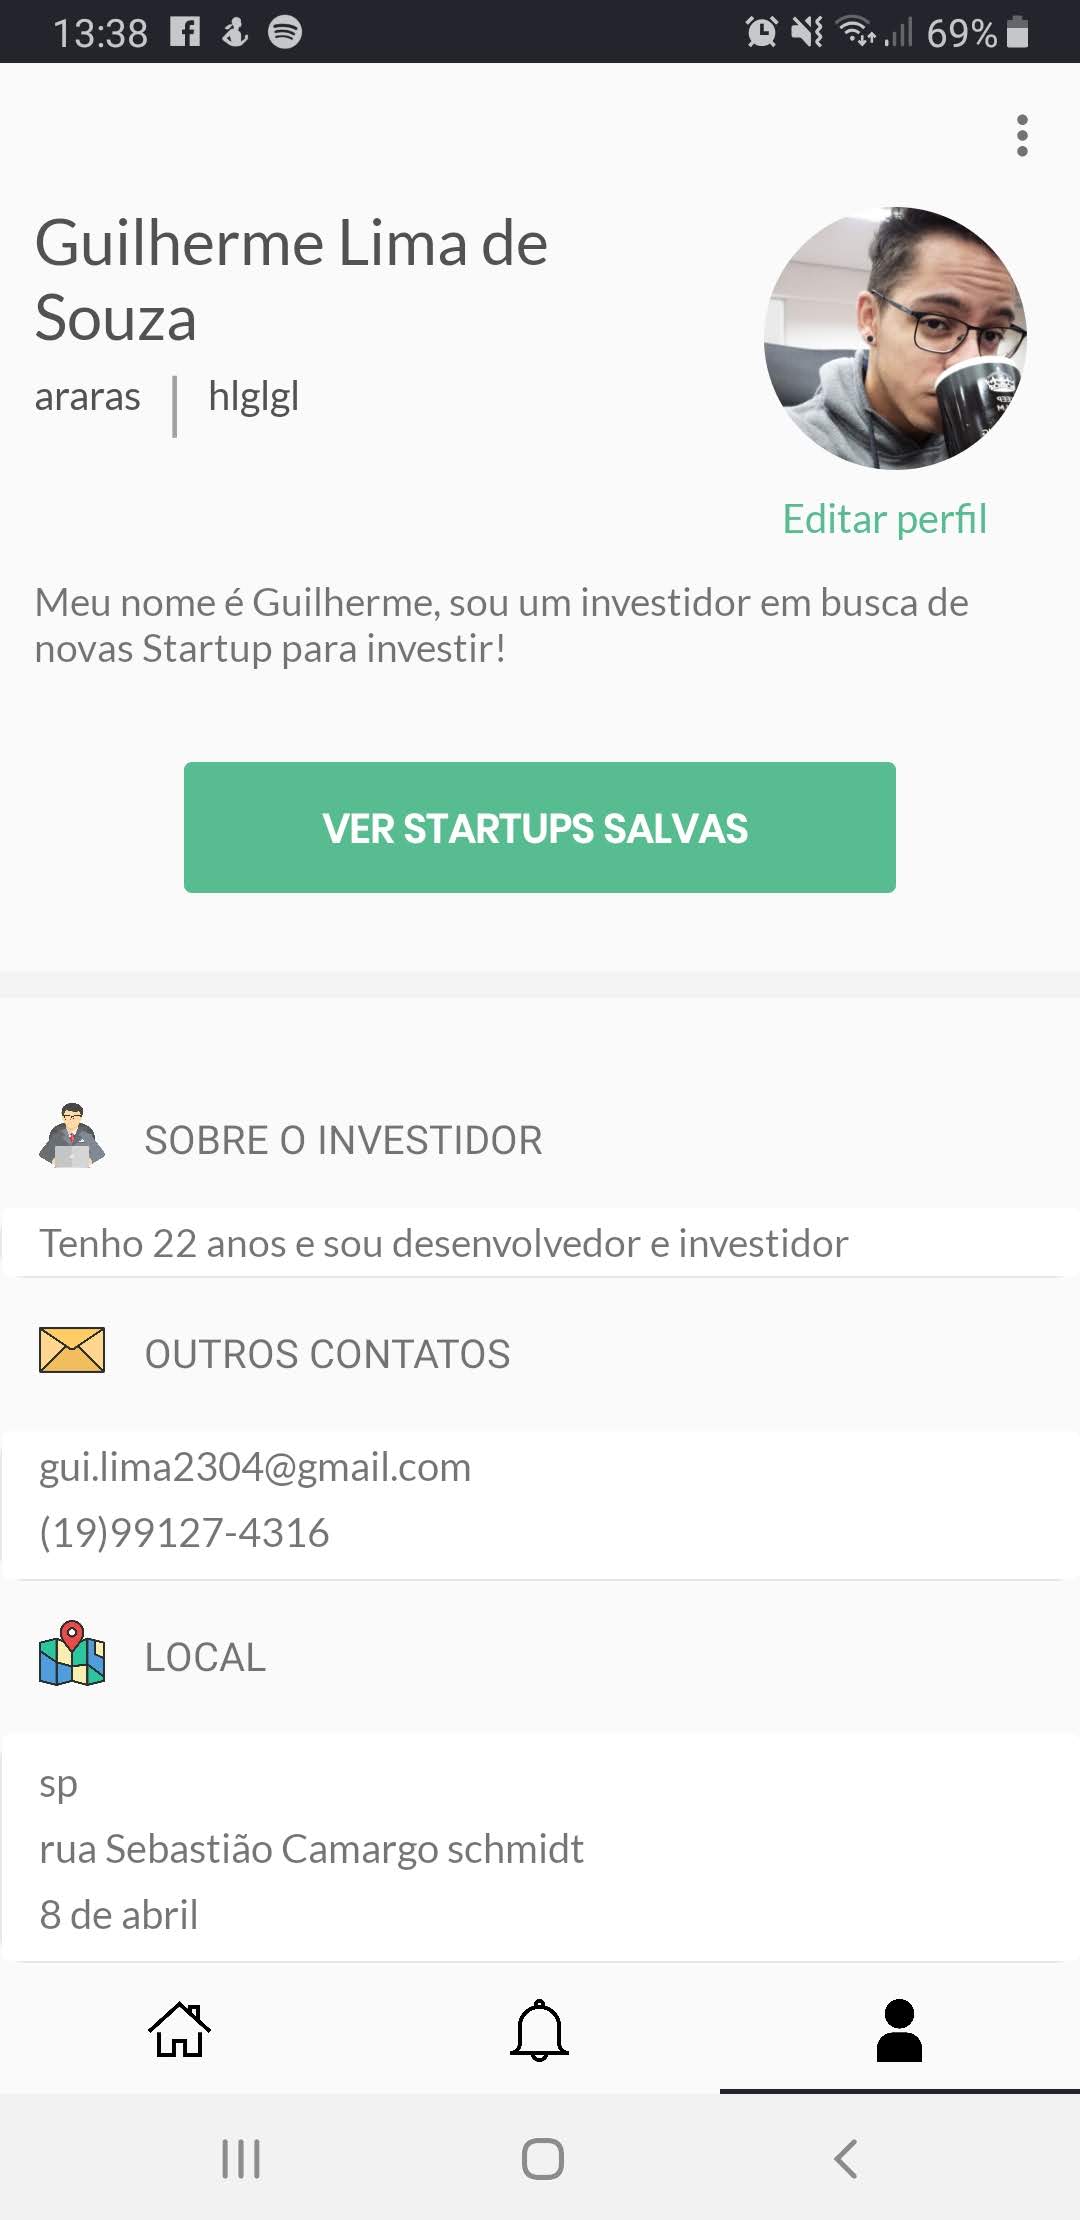 13:38
69%
Guilherme Lima de
Souza
araras
hlglgl
Editar perfil
Meu nome é Guilherme, sou um investidor em busca de
novas Startup para investir!
VER STARTUPS SALVAS
SOBRE O INVESTIDOR
Tenho 22 anos e sou desenvolvedor e investidor
OUTROS CONTATOS
gui.lima2304@gmail.com
(19)99127-4316
LOCAL
sp
rua Sebastião Camargo schmidt
8 de abril